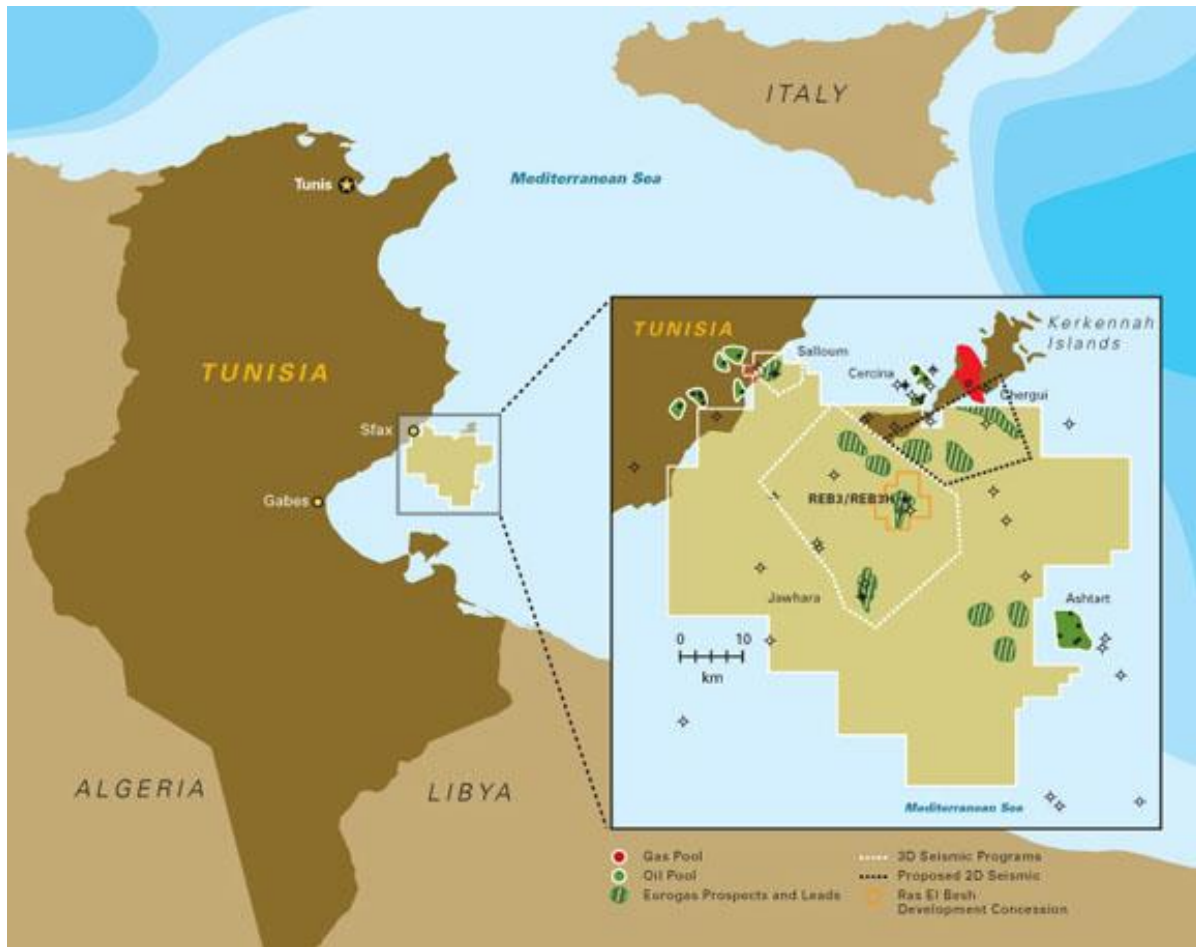 ITALY
Mediterranean Sea
Tunis
TUNISIA
Sfax
Gabes
ALGERIA
LIBYA
TUNISIA
Kerkennah
Islands
Salloum
Cercina
Chergui
REB3/REB3H
Jawhara
Ashtart
0 10
km
Mediterranean Sea
Gas Pool
Oil Pool
Eurogas Prospects and Leads
3D Seismic Programs
Proposed 2D Seismic
Ras El Besh
Development Concession